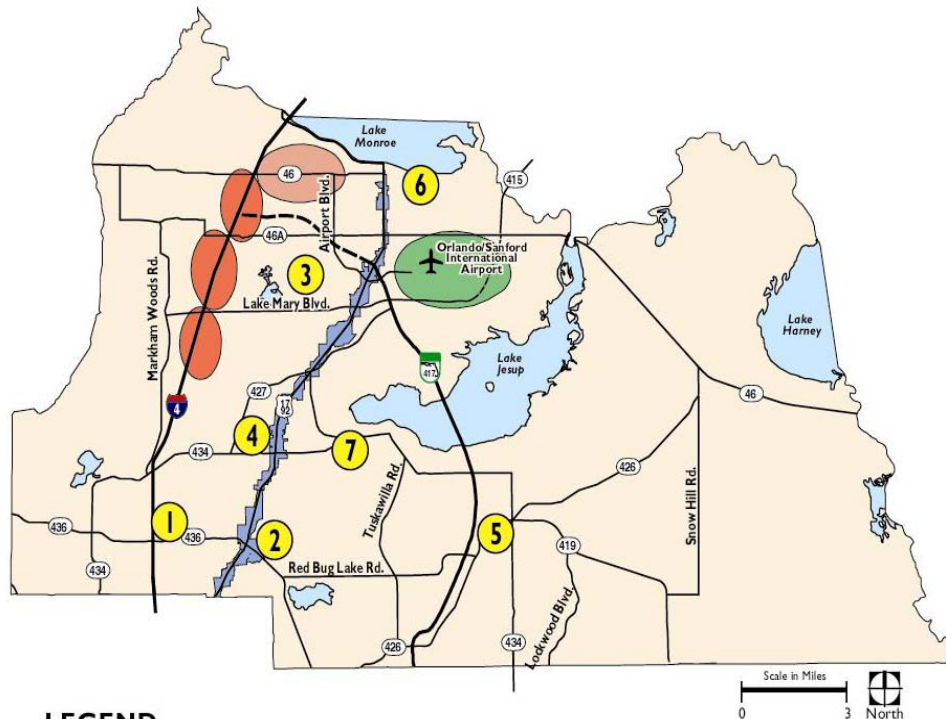 Lake
Monroe
46
6
415
Airport Blvd.
46A
Orlando/Sanford
International
Airport
3
Lake Mary Blvd.
Markham Woods Rd.
Lake
Harney
Lake
Jesup
417
4
427
17
92
46
4
434
7
426
Tuskawilla Rd.
Snow Hill Rd.
1
436
436
2
5
419
434
Red Bug Lake Rd.
Lockwood Blvd.
426
434
Scale in Miles
0
3
North
LEGEND